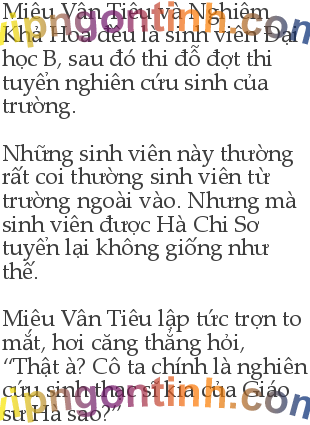 Miêu Vân Tiêu và Nghiêm
Khả Hoa đều là sinh viên Đại
học B, sau đó thi đỗ đợt thi
tuyển nghiên cứu sinh của
trường.
Những sinh viên này thường
rất coi thường sinh viên từ
trường ngoài vào. Nhưng mà
sinh viên được Hà Chi Sơ
tuyển lại không giống như
thế.
Miêu Vân Tiêu lập tức trợn to
mắt, hơi căng thẳng hỏi,
“Thật à? Cô ta chính là nghiên
cứu sinh thạc sĩ kia của Giáo
sư Hà sao?”
vipngontinh.com
vipngontinh.com